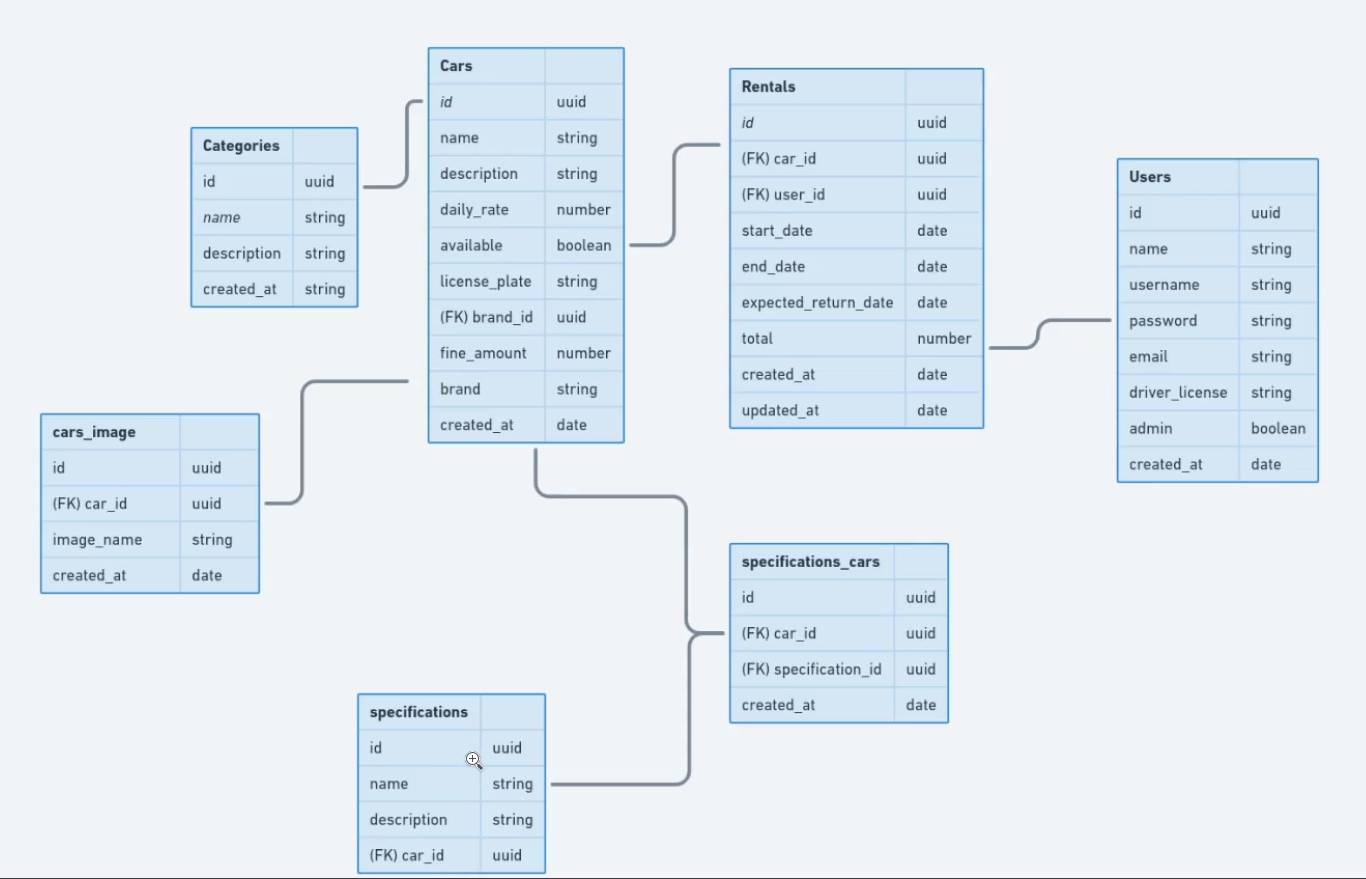 Cars
id uuid
name string
description string
daily_rate number
available boolean
license_plate string
(FK) brand_id uuid
fine_amount number
brand string
created_at date
Rentals
id uuid
(FK) car_id uuid
(FK) user_id uuid
start_date date
end_date date
expected_return_date date
total number
created_at date
updated_at date
Categories
id uuid
name string
description string
created_at string
Users
id uuid
name string
username string
password string
email string
driver_license string
admin boolean
created_at date
cars_image
id uuid
(FK) car_id uuid
image_name string
created_at date
specifications_cars
id uuid
(FK) car_id uuid
(FK) specification_id uuid
created_at date
specifications
id uuid
name string
description string
(FK) car_id uuid